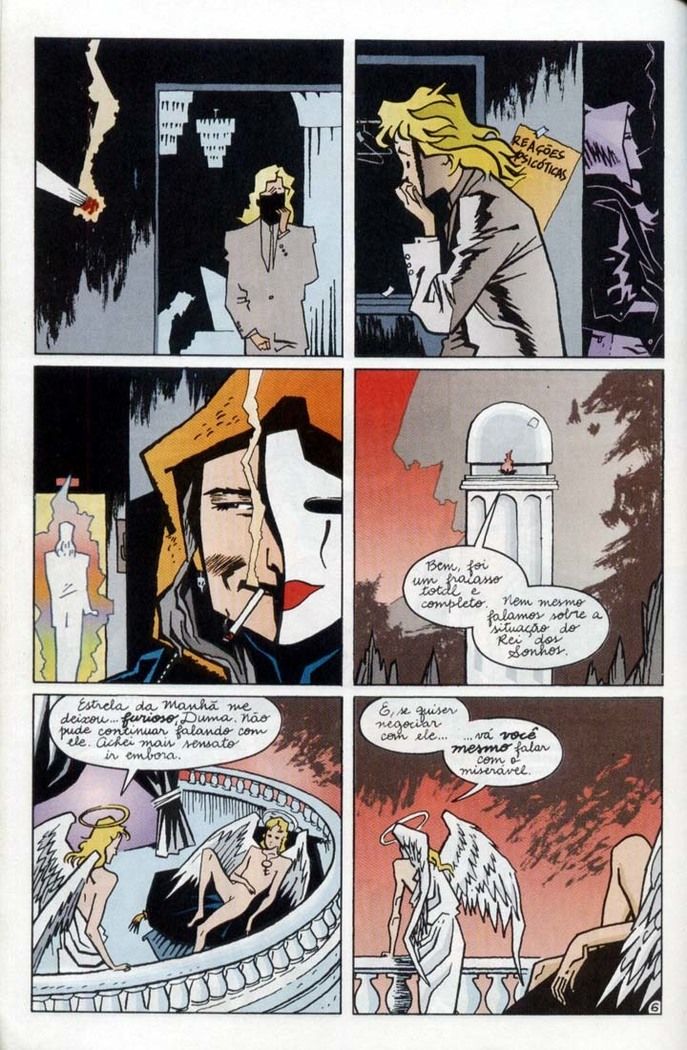 REAÇÕES
PSICÓTICAS
Bem, foi
um fracasso
total e
completo.
Nem mesmo
falamos sobre a
situação do
Rei dos
Sonhos.
Estrela da Manhã me
deixou... furioso, Duma. Não
pude continuar falando com
ele. Achei mais sensato
ir embora.
E, se quiser
negociar
com ele...
...vá você
mesmo falar
com o
miserável.
6